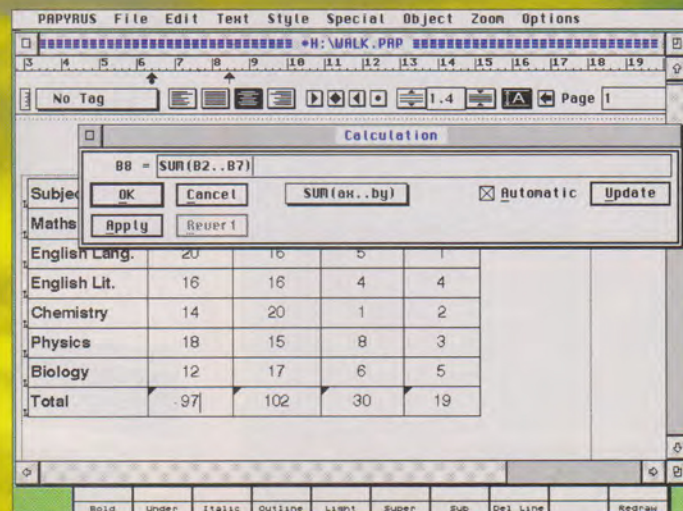 PAPYRUS File Edit Text Style Special Object Zoom Options
H:\WALK.PAP
3 4 5 6 7 8 9 10 11 12 13 14 15 16 17 18 19
No Tag 1.4 A Page 1
Calculation
B8 = SUM(B2..B7)
OK Cancel SUM(ax..by) Automatic Update
Maths Apply Revert
English Lang. 20 16 5 1
English Lit. 16 16 4 4
Chemistry 14 20 1 2
Physics 18 15 8 3
Biology 12 17 6 5
Total 97 102 30 19
Bold Under Italic Outline Light Super Sub Del Line Redraw